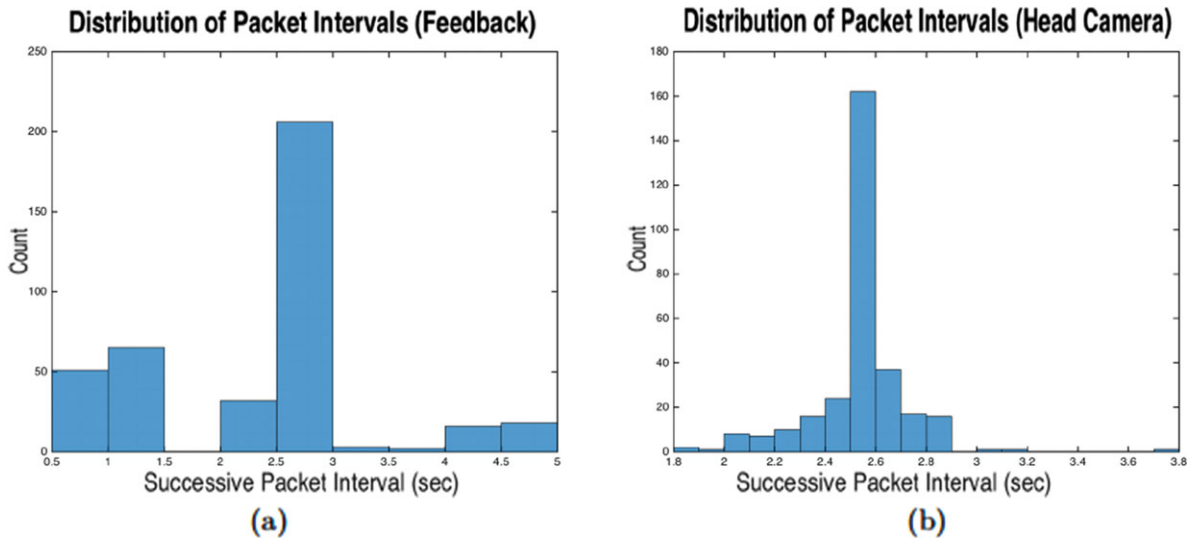 Distribution of Packet Intervals (Feedback)
250
200
150
100
50
0
Count
0.5 1 1.5 2 2.5 3 3.5 4 4.5 5
Successive Packet Interval (sec)
(a)
Distribution of Packet Intervals (Head Camera)
180
160
140
120
100
80
60
40
20
0
Count
1.8 2 2.2 2.4 2.6 2.8 3 3.2 3.4 3.6 3.8
Successive Packet Interval (sec)
(b)